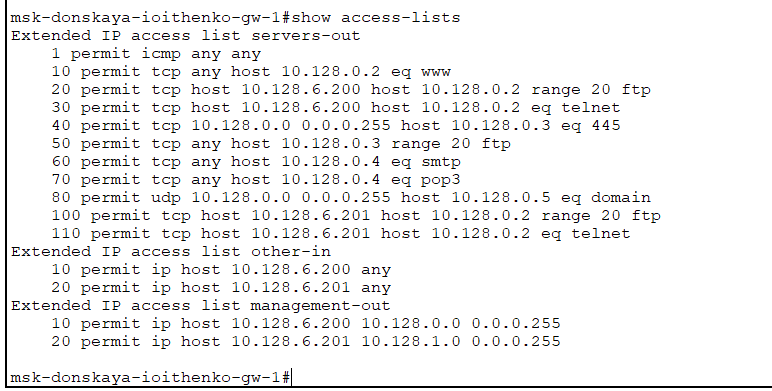 msk-donskaya-ioithenko-gw-1#show access-lists
Extended IP access list servers-out
1 permit icmp any any
10 permit tcp any host 10.128.0.2 eq www
20 permit tcp host 10.128.6.200 host 10.128.0.2 range 20 ftp
30 permit tcp host 10.128.6.200 host 10.128.0.2 eq telnet
40 permit tcp 10.128.0.0 0.0.0.255 host 10.128.0.3 eq 445
50 permit tcp any host 10.128.0.3 range 20 ftp
60 permit tcp any host 10.128.0.4 eq smtp
70 permit tcp any host 10.128.0.4 eq pop3
80 permit udp 10.128.0.0 0.0.0.255 host 10.128.0.5 eq domain
100 permit tcp host 10.128.6.201 host 10.128.0.2 range 20 ftp
110 permit tcp host 10.128.6.201 host 10.128.0.2 eq telnet
Extended IP access list other-in
10 permit ip host 10.128.6.200 any
20 permit ip host 10.128.6.201 any
Extended IP access list management-out
10 permit ip host 10.128.6.200 10.128.0.0 0.0.0.255
20 permit ip host 10.128.6.201 10.128.1.0 0.0.0.255
msk-donskaya-ioithenko-gw-1#